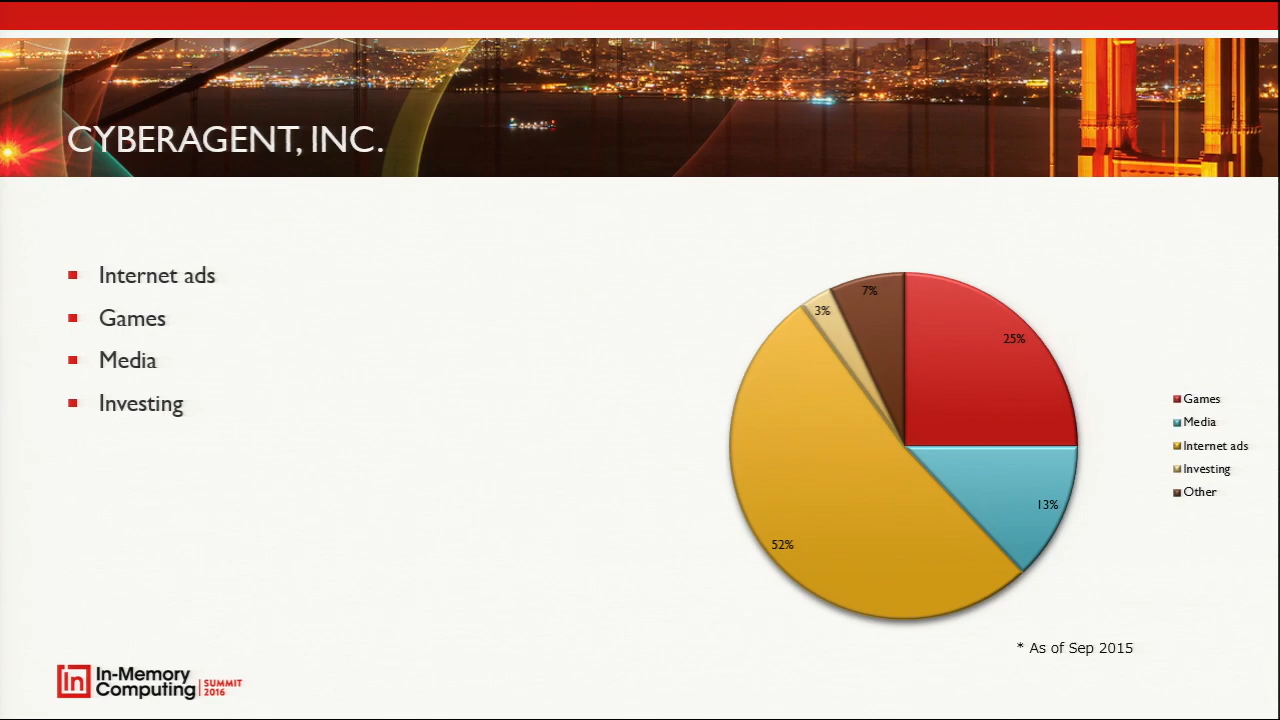 CYBERAGENT, INC.
Internet ads
Games
Media
Investing
7%
3%
25%
13%
52%
Games
Media
Internet ads
Investing
Other
* As of Sep 2015
in In-Memory
Computing SUMMIT
2016